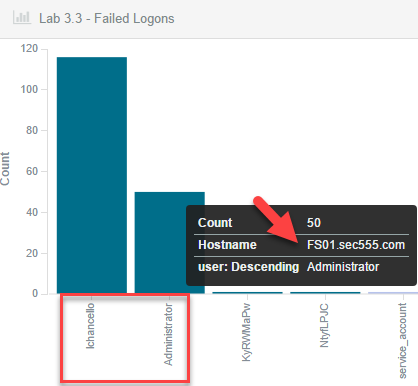 Lab 3.3 - Failed Logons
120
100
80
60
40
20
0
Count
Count 50
Hostname FS01.sec555.com
user: Descending Administrator
lchancello
Administrator
KyRWMaPw
NtyfLPJC
service_account